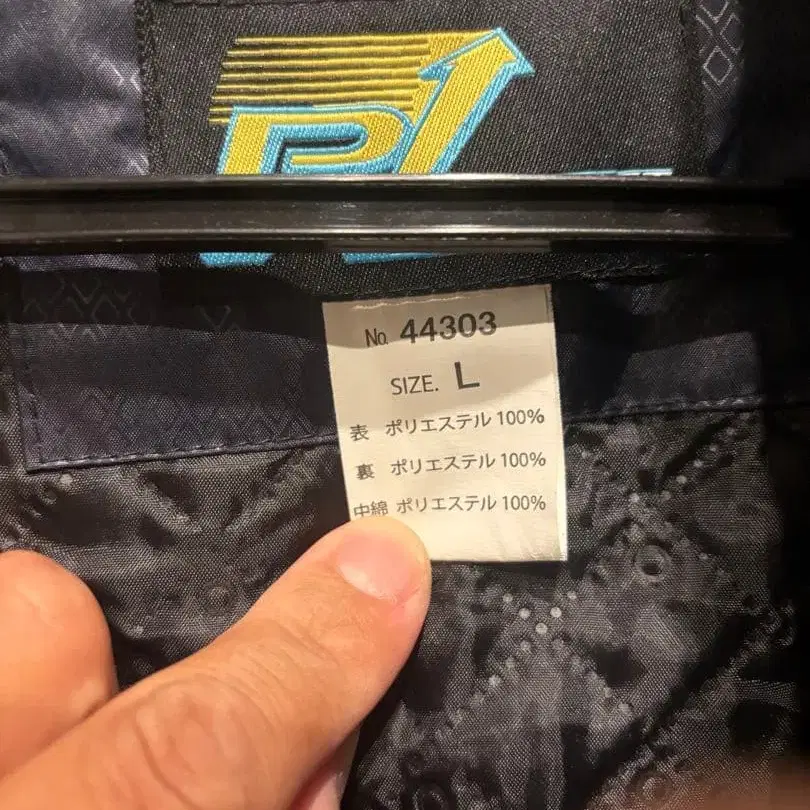 No. 44303
SIZE. L
表 ポリエステル 100%
裏 ポリエステル 100%
中綿 ポリエステル 100%